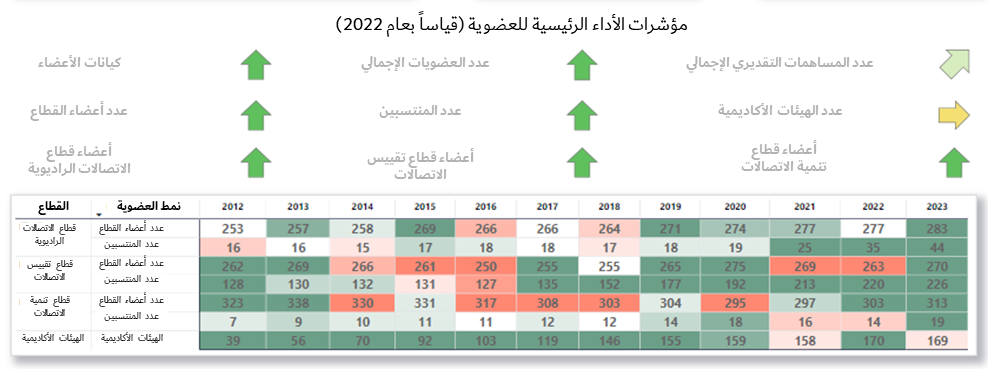 مؤشرات الأداء الرئيسية للعضوية (قياساً بعام 2022)
عدد المساهمات التقديري الإجمالي
عدد العضويات الإجمالي
كيانات الأعضاء
عدد الهيئات الأكاديمية
عدد المنتسبين
عدد أعضاء القطاع
أعضاء قطاع
تنمية الاتصالات
أعضاء قطاع تقييس
الاتصالات
أعضاء قطاع
الاتصالات الراديوية
القطاع نمط العضوية 2012 2013 2014 2015 2016 2017 2018 2019 2020 2021 2022 2023
قطاع الاتصالات
الراديوية
عدد أعضاء القطاع 253 257 258 269 266 266 264 271 274 277 277 283
عدد المنتسبين 16 16 15 17 18 18 17 18 19 25 35 44
قطاع تقييس
الاتصالات
عدد أعضاء القطاع 262 269 266 261 250 255 255 265 275 269 263 270
عدد المنتسبين 128 130 132 131 127 135 152 177 192 213 220 226
قطاع تنمية
الاتصالات
عدد أعضاء القطاع 323 338 330 331 317 308 303 304 295 297 303 313
عدد المنتسبين 7 9 10 11 11 12 12 14 18 16 14 19
الهيئات الأكاديمية الهيئات الأكاديمية 39 56 70 92 103 119 146 155 159 158 170 169